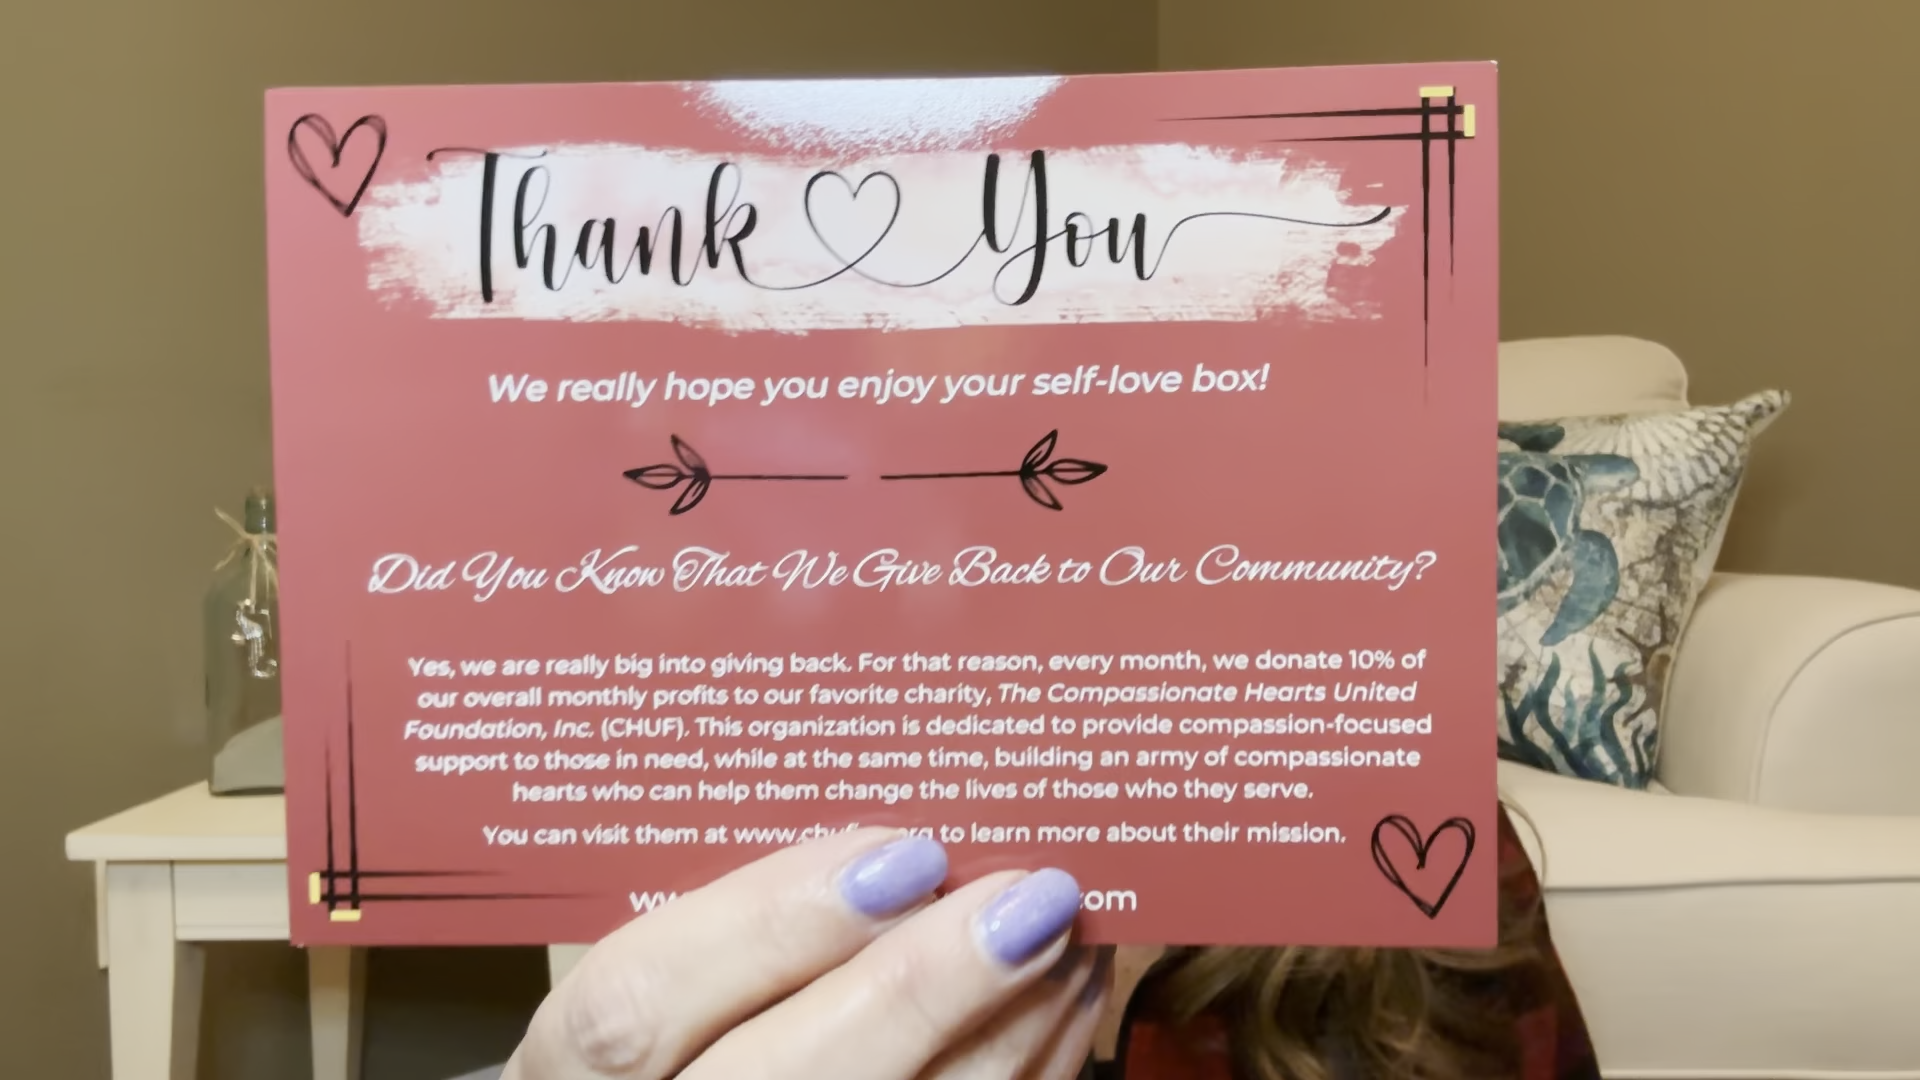 Thank You
We really hope you enjoy your self-love box!
Did You Know That We Give Back to Our Community?
Yes, we are really big into giving back. For that reason, every month, we donate 10% of
our overall monthly profits to our favorite charity, The Compassionate Hearts United
Foundation, Inc. (CHUF). This organization is dedicated to provide compassion-focused
support to those in need, while at the same time, building an army of compassionate
hearts who can help them change the lives of those who they serve.
You can visit them at to learn more about their mission.